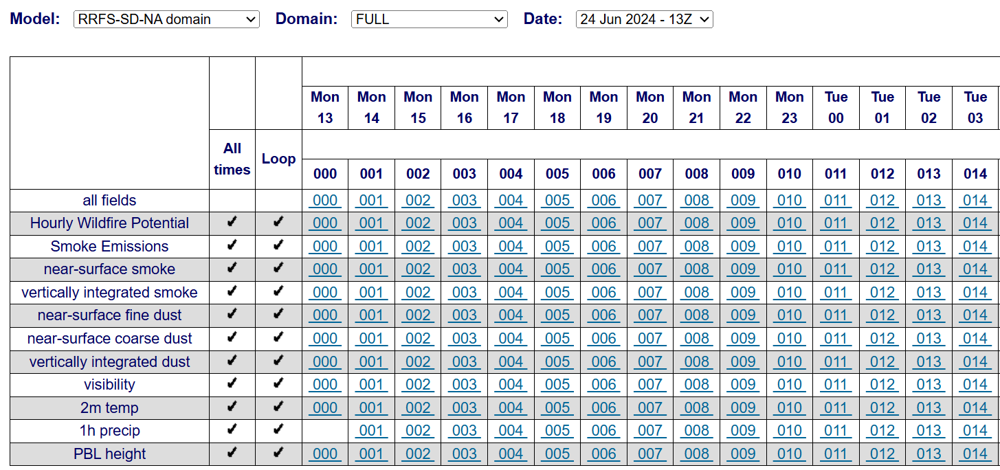 Model: RRFS-SD-NA domain Domain: FULL Date: 24 Jun 2024 - 13Z
Mon Mon Mon Mon Mon Mon Mon Mon Mon Mon Mon Tue Tue Tue Tue
13 14 15 16 17 18 19 20 21 22 23 00 01 02 03
All times Loop
000 001 002 003 004 005 006 007 008 009 010 011 012 013 014
all fields 000 001 002 003 004 005 006 007 008 009 010 011 012 013 014
Hourly Wildfire Potential ✔ ✔ 000 001 002 003 004 005 006 007 008 009 010 011 012 013 014
Smoke Emissions ✔ ✔ 000 001 002 003 004 005 006 007 008 009 010 011 012 013 014
near-surface smoke ✔ ✔ 000 001 002 003 004 005 006 007 008 009 010 011 012 013 014
vertically integrated smoke ✔ ✔ 000 001 002 003 004 005 006 007 008 009 010 011 012 013 014
near-surface fine dust ✔ ✔ 000 001 002 003 004 005 006 007 008 009 010 011 012 013 014
near-surface coarse dust ✔ ✔ 000 001 002 003 004 005 006 007 008 009 010 011 012 013 014
vertically integrated dust ✔ ✔ 000 001 002 003 004 005 006 007 008 009 010 011 012 013 014
visibility ✔ ✔ 000 001 002 003 004 005 006 007 008 009 010 011 012 013 014
2m temp ✔ ✔ 000 001 002 003 004 005 006 007 008 009 010 011 012 013 014
1h precip ✔ ✔ 001 002 003 004 005 006 007 008 009 010 011 012 013 014
PBL height ✔ ✔ 000 001 002 003 004 005 006 007 008 009 010 011 012 013 014